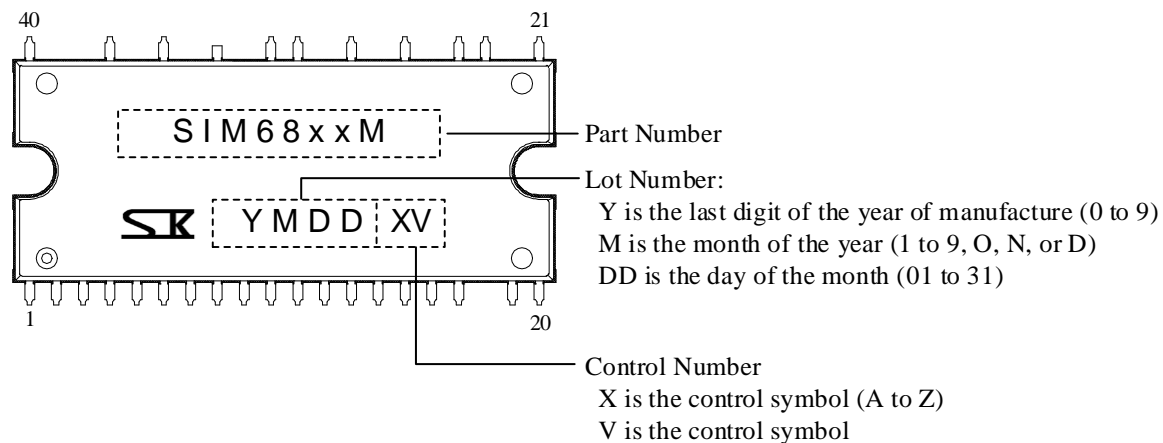 40 21
SIM68xxM
Part Number
Lot Number:
Y is the last digit of the year of manufacture (0 to 9)
M is the month of the year (1 to 9, O, N, or D)
DD is the day of the month (01 to 31)
SK YMDD XV
1 20
Control Number
X is the control symbol (A to Z)
V is the control symbol